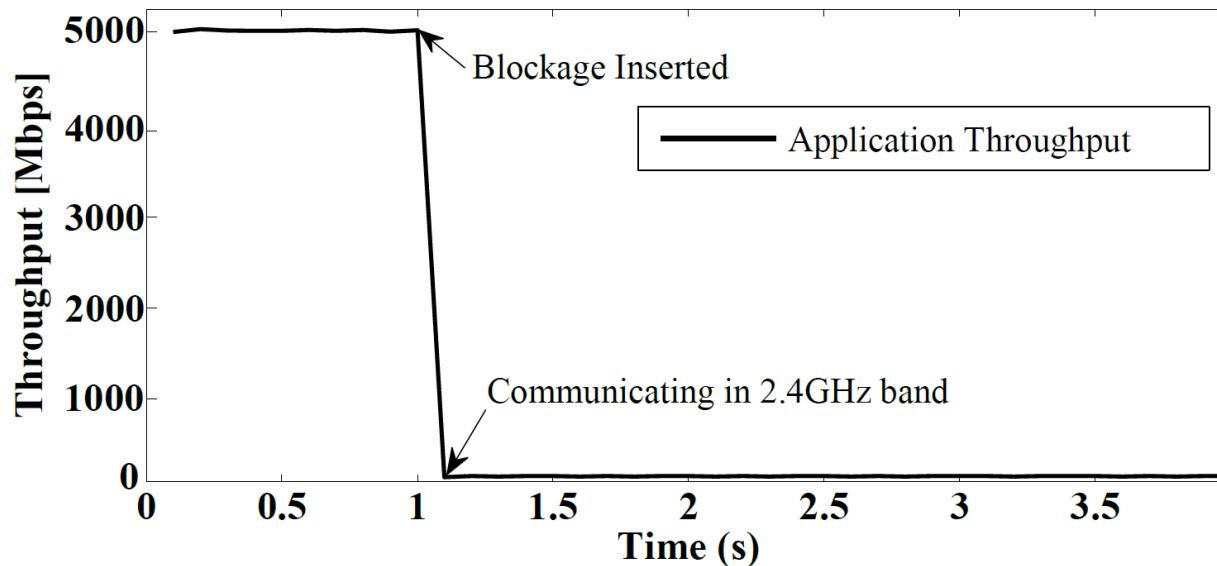 5000
Blockage Inserted
4000
Application Throughput
3000
2000
Communicating in 2.4GHz band
1000
0
Throughput [Mbps]
0 0.5 1 1.5 2 2.5 3 3.5
Time (s)